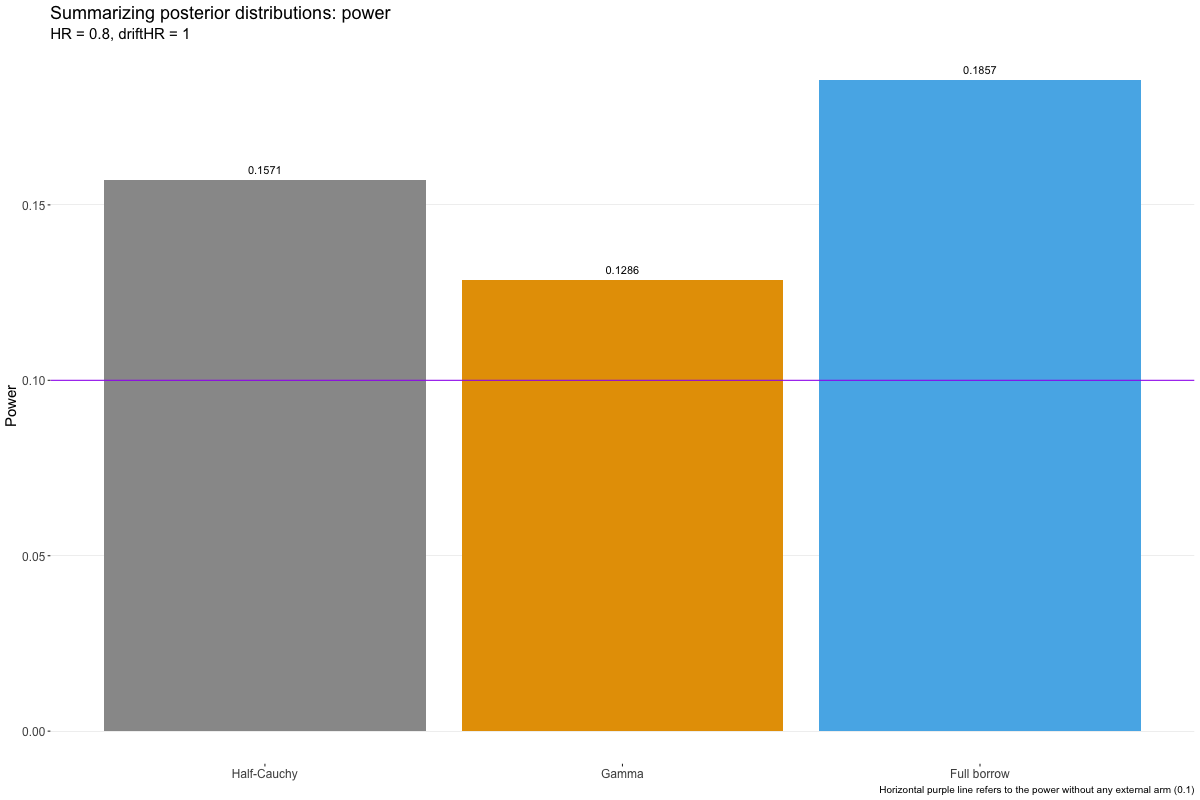 Summarizing posterior distributions: power
HR = 0.8, driftHR = 1
0.1857
0.1571
0.1286
0.15
0.10
0.05
0.00
Power
Half-Cauchy
Gamma
Full borrow
Horizontal purple line refers to the power without any external arm (0.1)